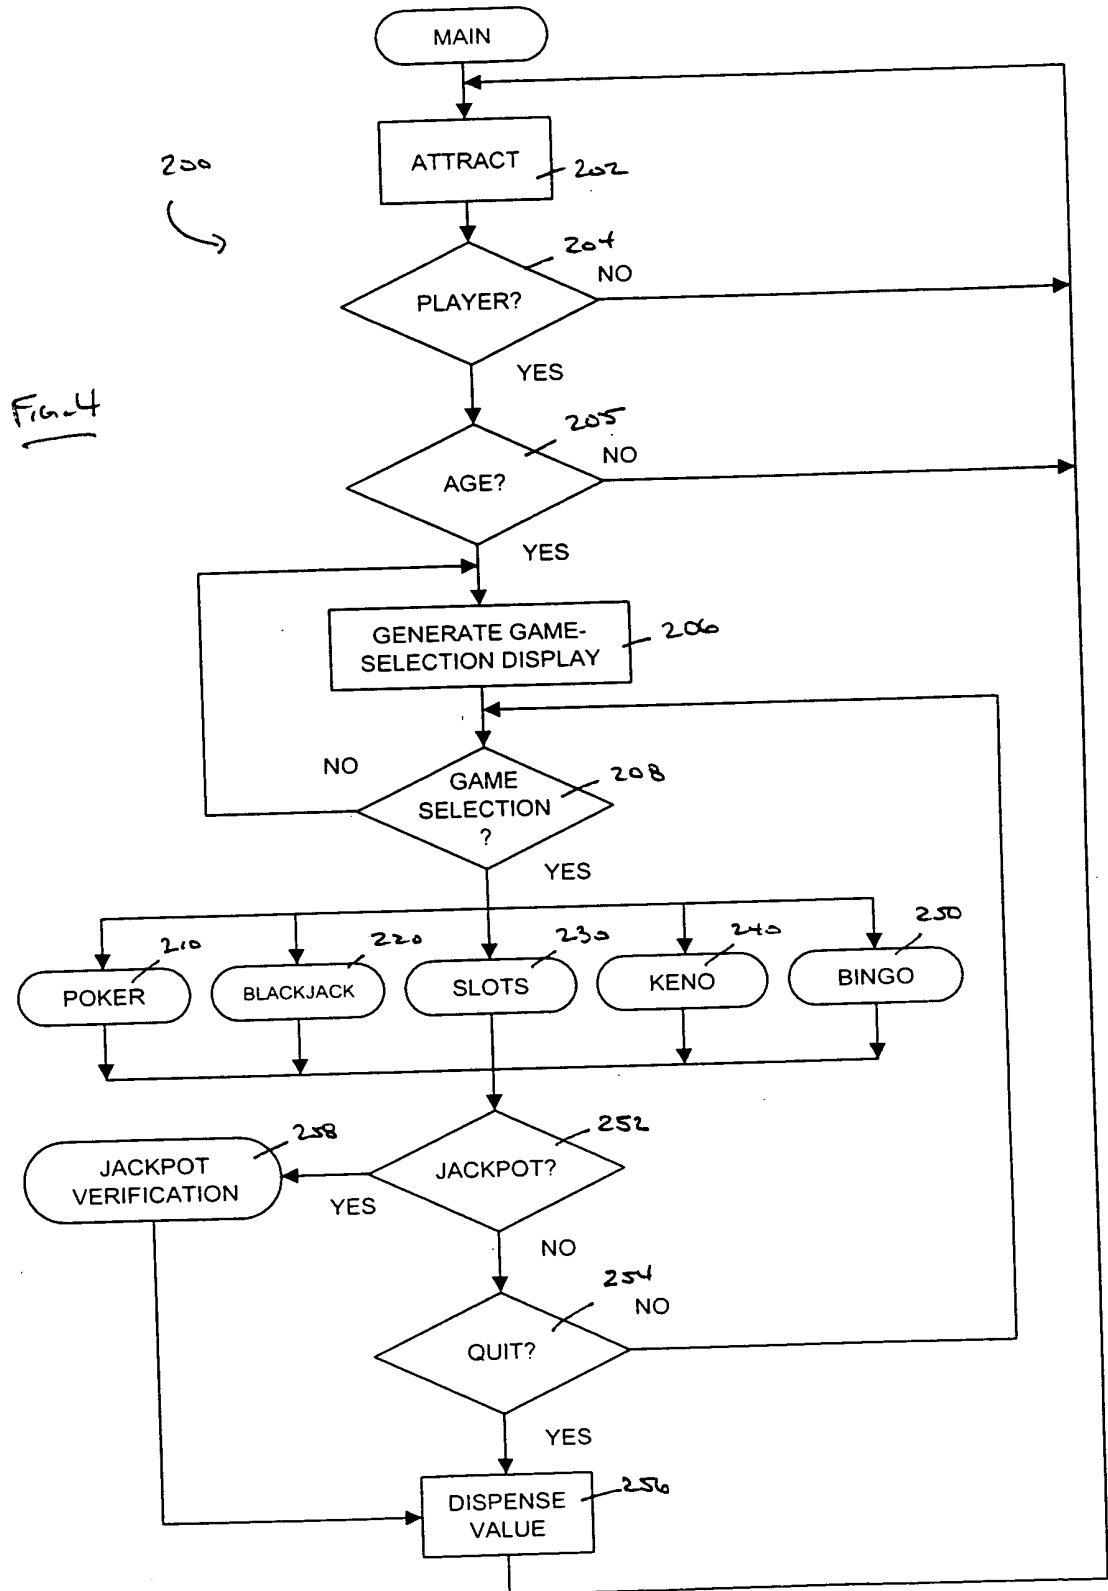 MAIN
ATTRACT
202
200
204
NO
PLAYER?
YES
Fig. 4
205
NO
AGE?
YES
GENERATE GAME-
SELECTION DISPLAY
206
NO
GAME
SELECTION
?
208
YES
210
220
230
240
250
POKER
BLACKJACK
SLOTS
KENO
BINGO
258
252
JACKPOT
VERIFICATION
JACKPOT?
YES
NO
254
NO
QUIT?
YES
DISPENSE
VALUE
256